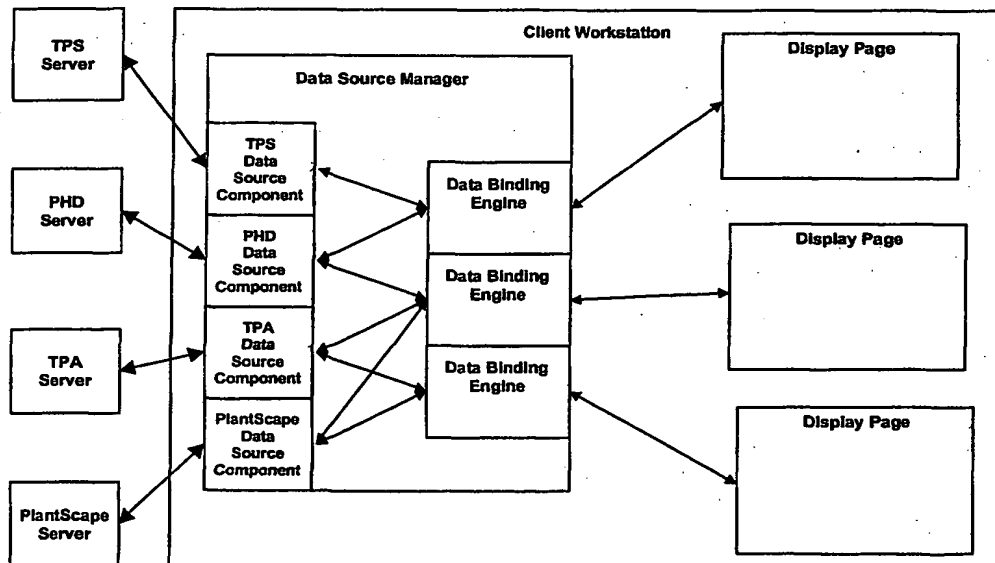 Client Workstation
TPS
Server
PHD
Server
TPA
Server
PlantScape
Server
Data Source Manager
TPS
Data
Source
Component
PHD
Data
Source
Component
TPA
Data
Source
Component
PlantScape
Data
Source
Component
Data Binding
Engine
Data Binding
Engine
Data Binding
Engine
Display Page
Display Page
Display Page